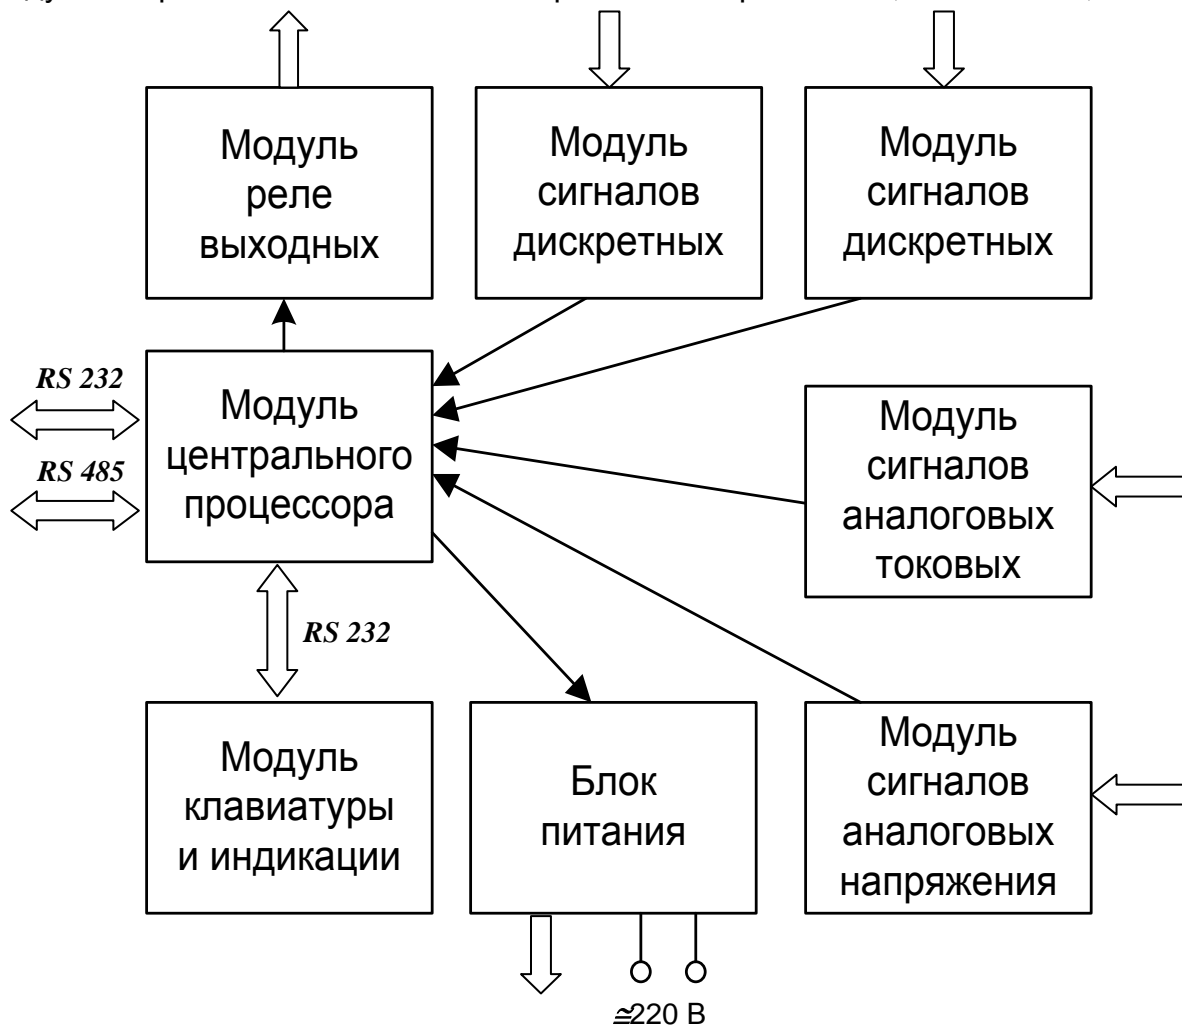 Модуль
реле
выходных
Модуль
сигналов
дискретных
Модуль
сигналов
дискретных
RS 232
RS 485
Модуль
центрального
процессора
Модуль
сигналов
аналоговых
токовых
RS 232
Модуль
клавиатуры
и индикации
Блок
питания
Модуль
сигналов
аналоговых
напряжения
≅220 В